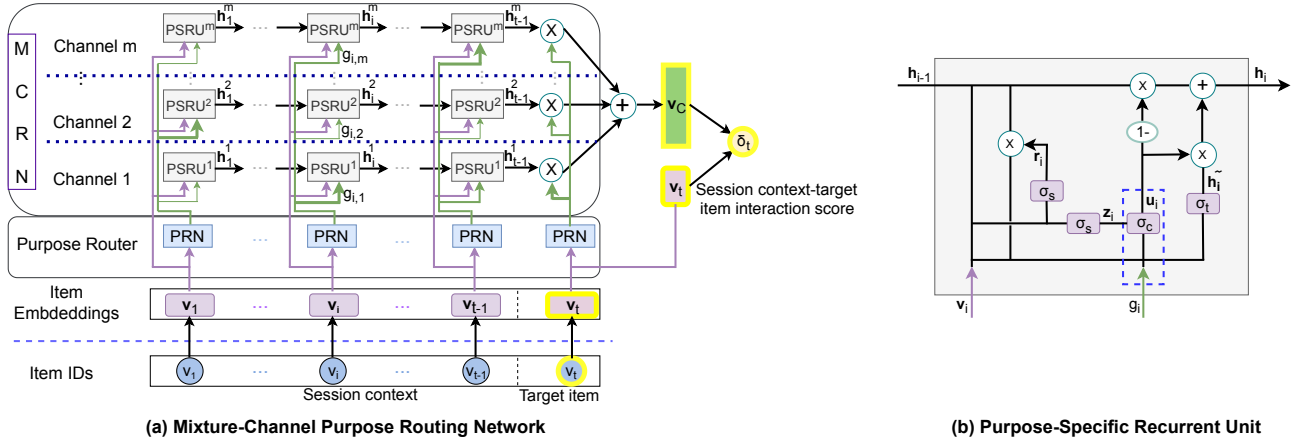 M
C
R
N
Channel m
PSRU^m
h_1^m
...
PSRU^m
h_i^m
...
PSRU^m
h_{t-1}^m
X
g_{i,m}
...
...
...
...
Channel 2
PSRU^2
h_1^2
...
PSRU^2
h_i^2
...
PSRU^2
h_{t-1}^2
X
+
v_C
δ_t
g_{i,2}
Channel 1
PSRU^1
h_1^1
...
PSRU^1
h_i^1
...
PSRU^1
h_{t-1}^1
X
g_{i,1}
v_t
Session context-target
item interaction score
Purpose Router
PRN
...
PRN
...
PRN
PRN
Item
Embdeddings
v_1
...
v_i
...
v_{t-1}
v_t
Item IDs
v_1
...
v_i
...
v_{t-1}
v_t
Session context
Target item
(a) Mixture-Channel Purpose Routing Network
h_{i-1}
x
+
h_i
1-
x
r_i
x
h̃_i
σ_s
σ_s
z_i
u_i
σ_c
σ_t
v_i
g_i
(b) Purpose-Specific Recurrent Unit